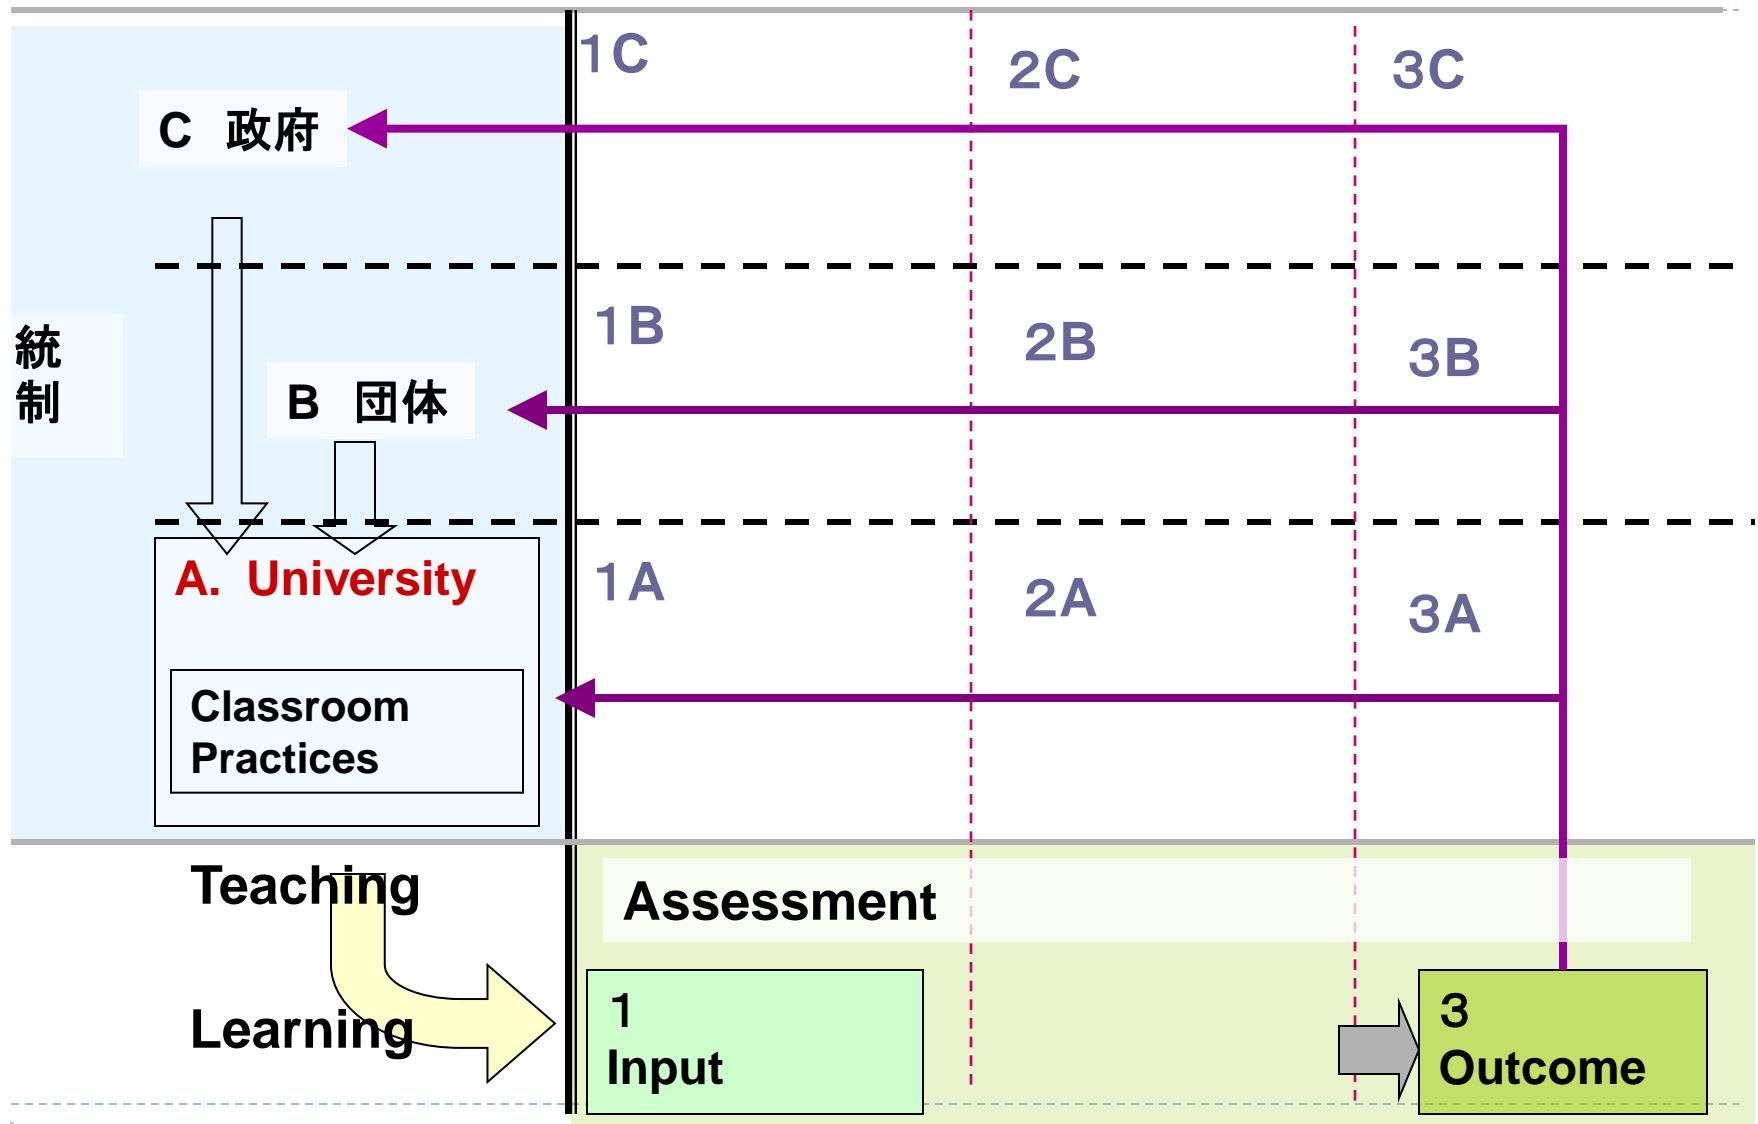 1C
2C
3C
C 政府
1B
2B
3B
統
制
B 団体
A. University
1A
2A
3A
Classroom
Practices
Teaching
Assessment
Learning
1
Input
3
Outcome